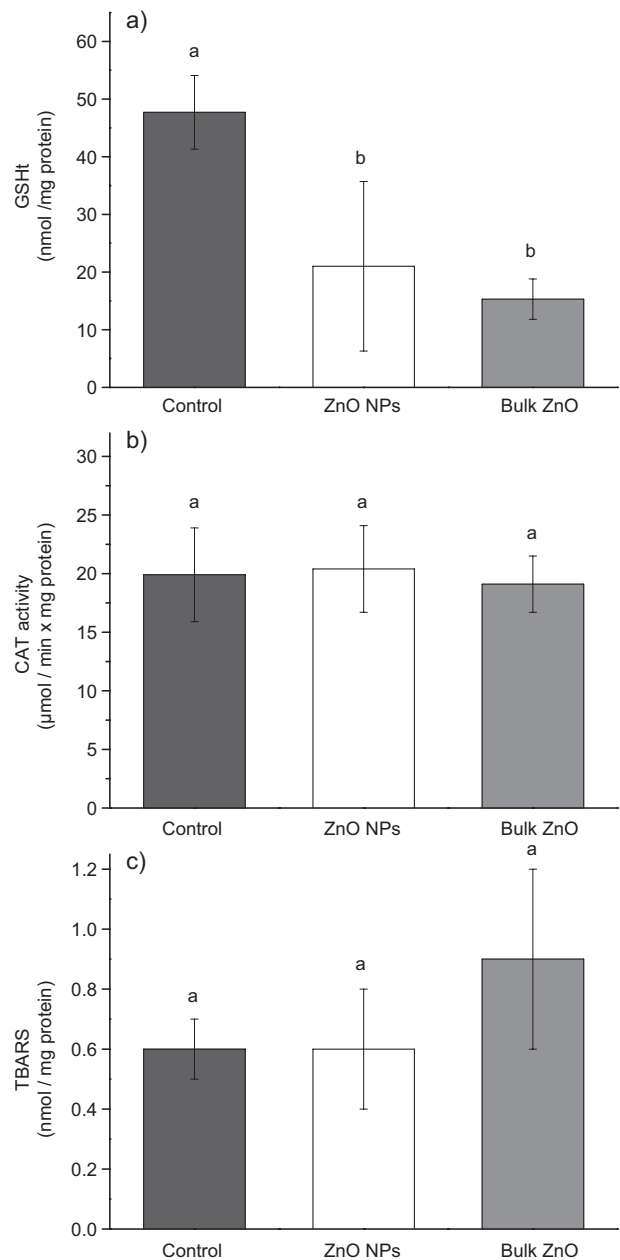 a)
60
50
40
30
20
10
0
GSHt
(nmol /mg protein)
a
b
b
Control ZnO NPs Bulk ZnO
b)
30
25
20
15
10
5
0
CAT activity
(μmol / min x mg protein)
a
a
a
Control ZnO NPs Bulk ZnO
c)
1.2
1.0
0.8
0.6
0.4
0.2
0.0
TBARS
(nmol / mg protein)
a
a
a
Control ZnO NPs Bulk ZnO